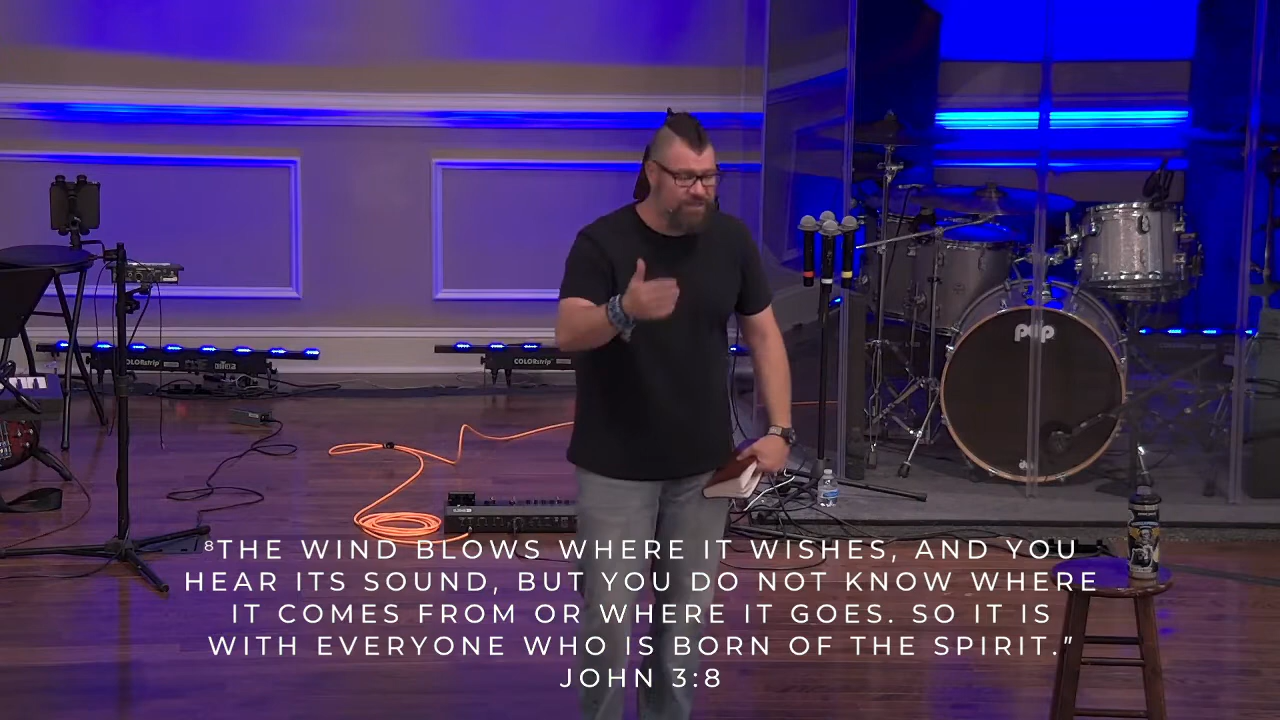 COLORstrip
COLORstrip
pdp
⁸THE WIND BLOWS WHERE IT WISHES, AND YOU
HEAR ITS SOUND, BUT YOU DO NOT KNOW WHERE
IT COMES FROM OR WHERE IT GOES. SO IT IS
WITH EVERYONE WHO IS BORN OF THE SPIRIT.”
JOHN 3:8